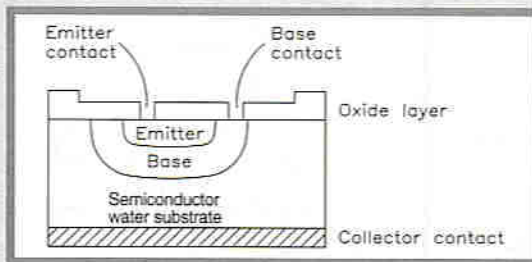 Emitter
contact
Base
contact
Oxide layer
Emitter
Base
Semiconductor
water substrate
Collector contact